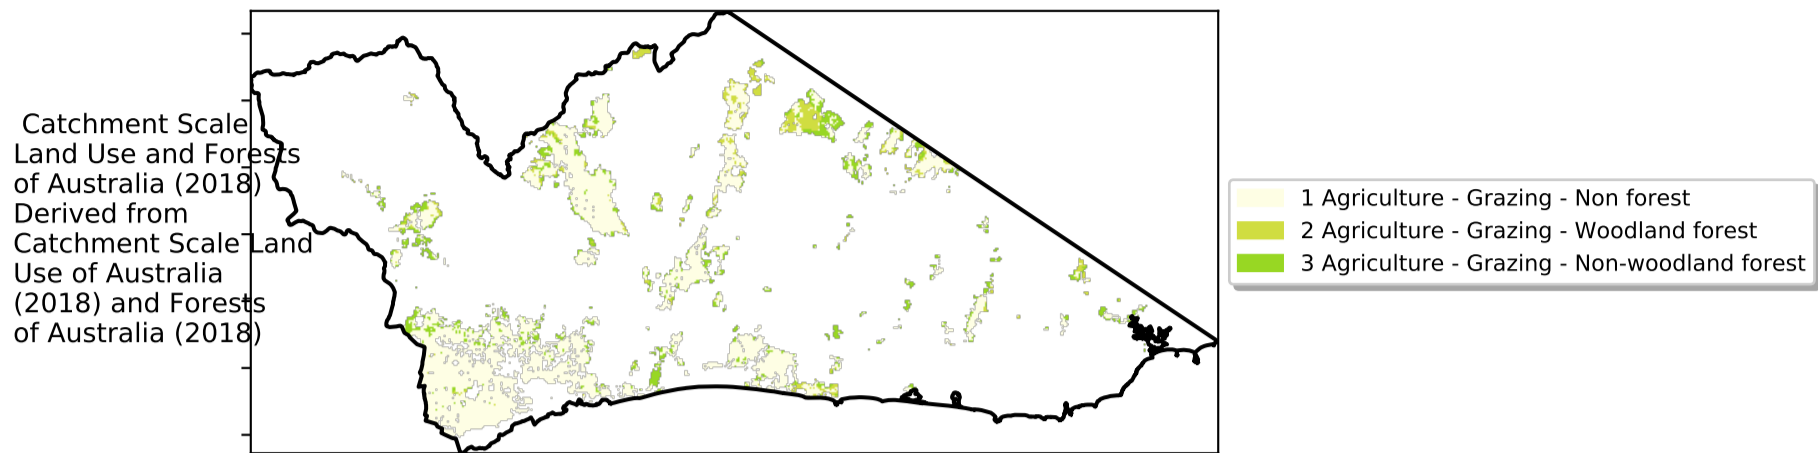 Catchment Scale
Land Use and Forests
of Australia (2018)
Derived from
Catchment Scale Land
Use of Australia
(2018) and Forests
of Australia (2018)
1 Agriculture - Grazing - Non forest
2 Agriculture - Grazing - Woodland forest
3 Agriculture - Grazing - Non-woodland forest